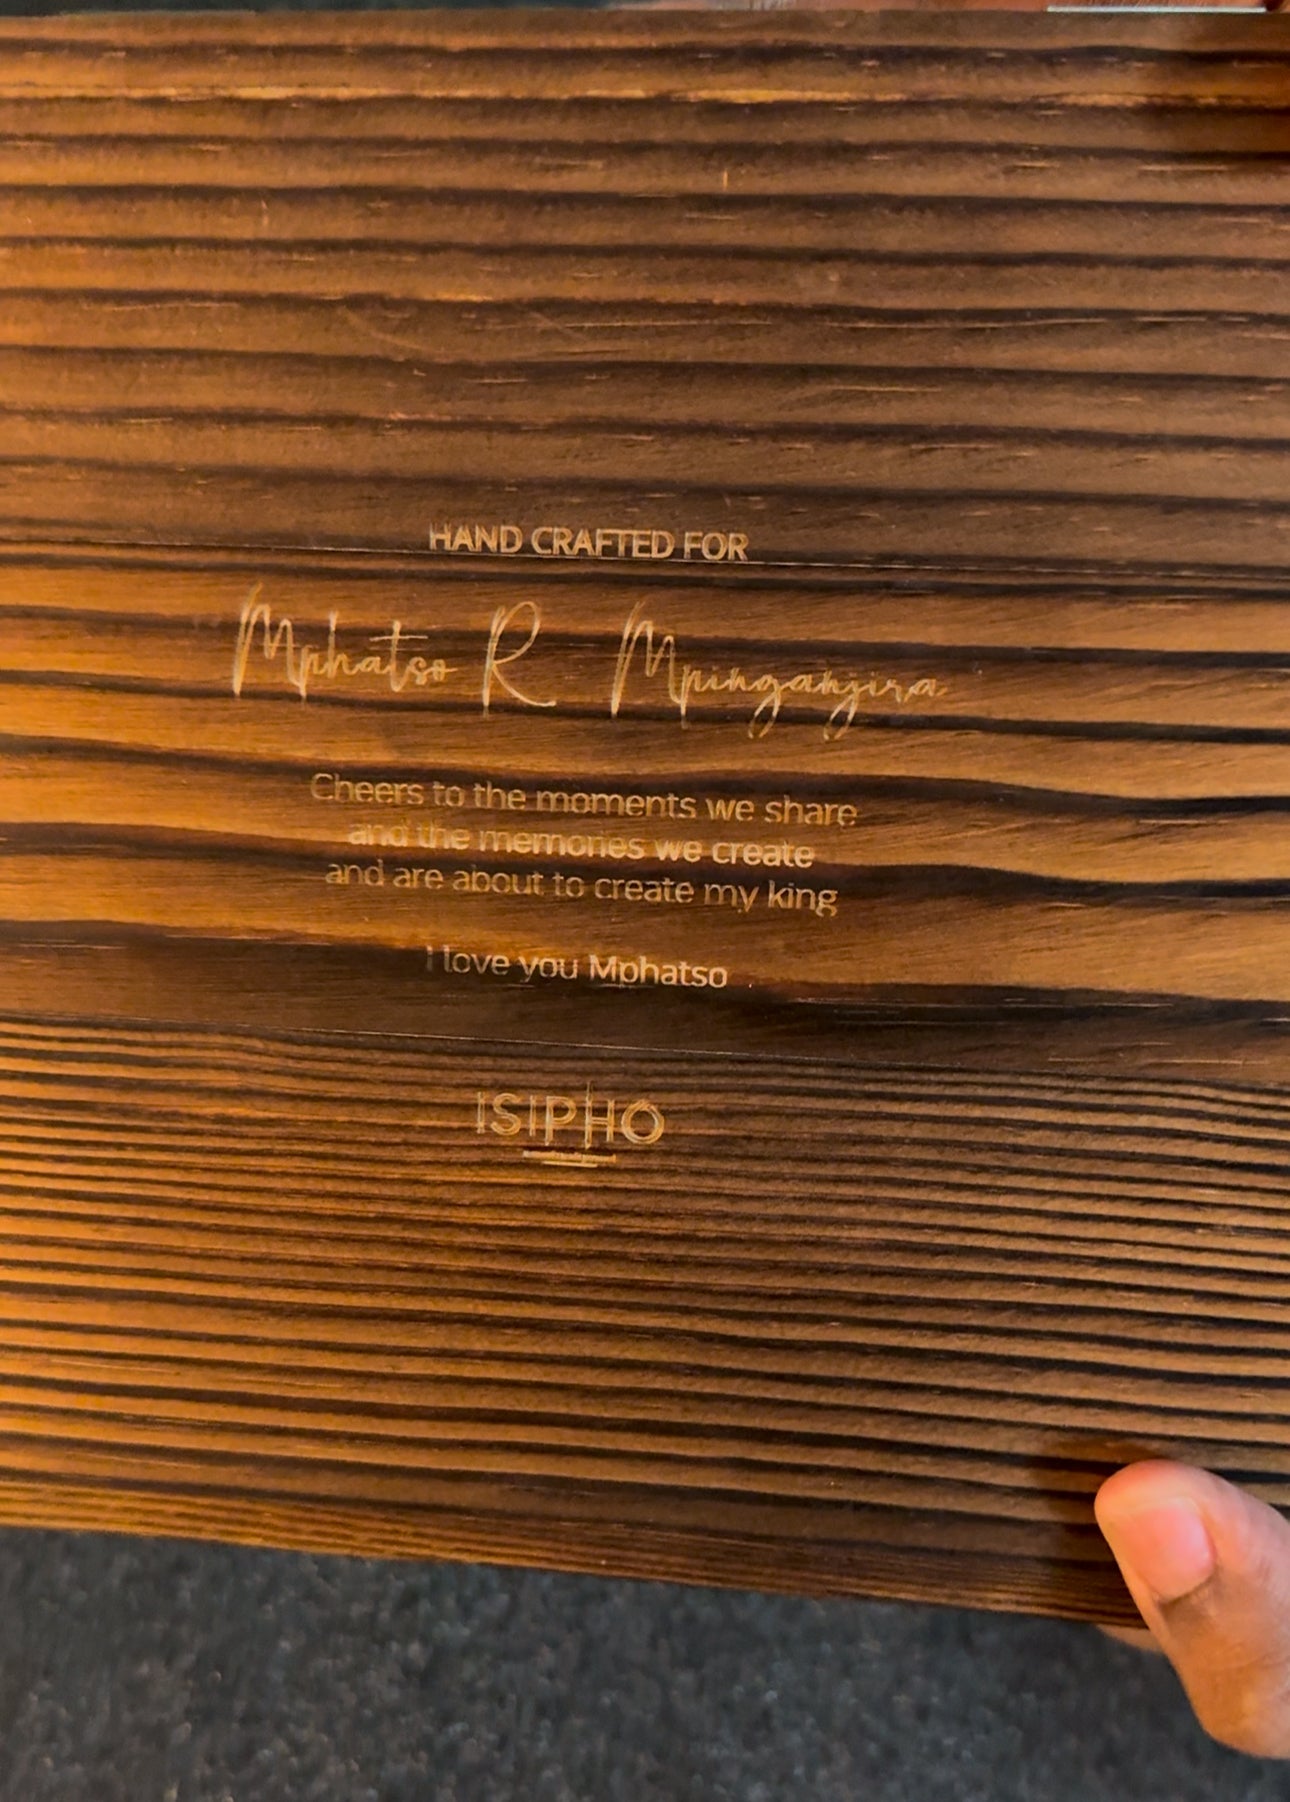 HAND CRAFTED FOR
Mphatso R Mpinganjira
Cheers to the moments we share
and the memories we create
and are about to create my king
I love you Mphatso
ISIPHO